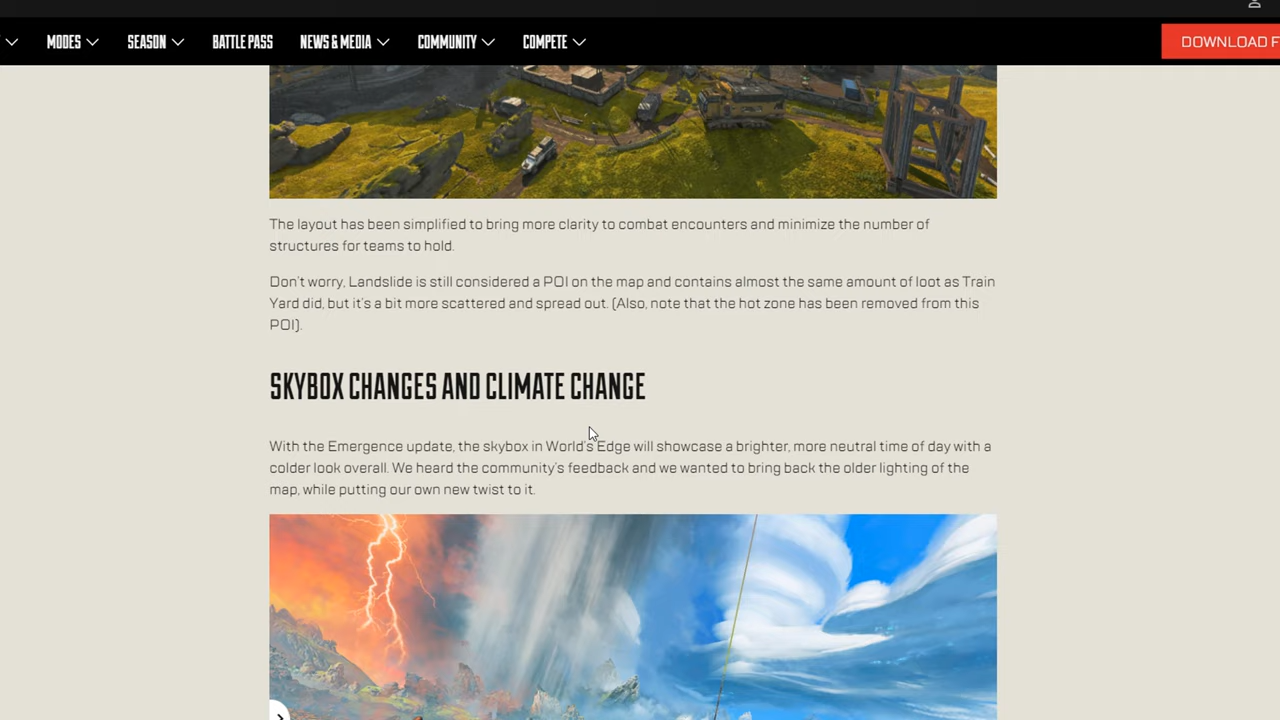 MODES
SEASON
BATTLE PASS
NEWS & MEDIA
COMMUNITY
COMPETE
DOWNLOAD F
The layout has been simplified to bring more clarity to combat encounters and minimize the number of
structures for teams to hold.
Don't worry, Landslide is still considered a POI on the map and contains almost the same amount of loot as Train
Yard did, but it's a bit more scattered and spread out. (Also, note that the hot zone has been removed from this
POI).
SKYBOX CHANGES AND CLIMATE CHANGE
With the Emergence update, the skybox in World's Edge will showcase a brighter, more neutral time of day with a
colder look overall. We heard the community's feedback and we wanted to bring back the older lighting of the
map, while putting our own new twist to it.